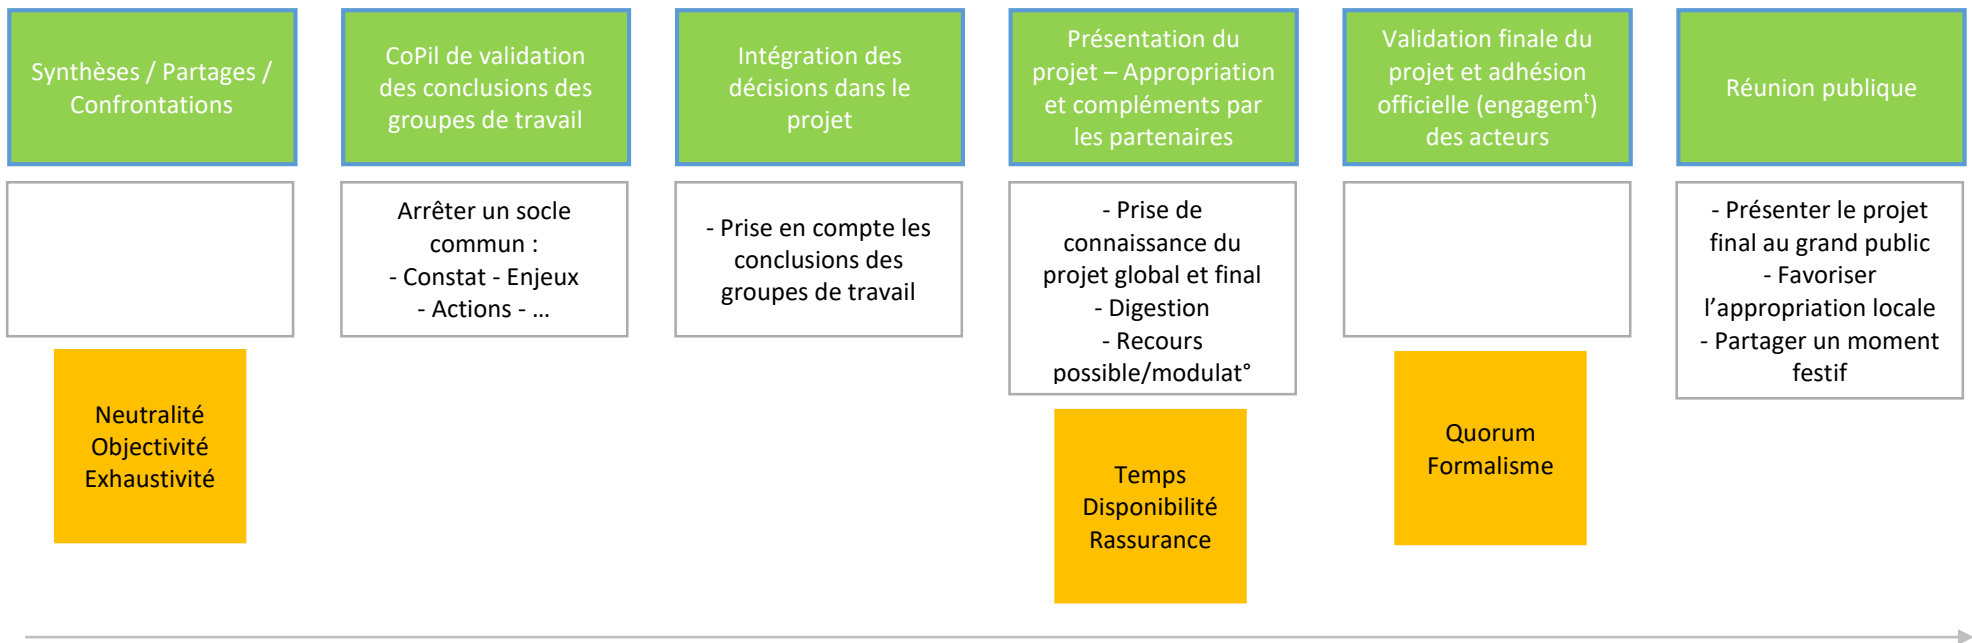 Synthèses / Partages /
Confrontations
CoPil de validation
des conclusions des
groupes de travail
Intégration des
décisions dans le
projet
Présentation du
projet – Appropriation
et compléments par
les partenaires
Validation finale du
projet et adhésion
officielle (engagemᵗ)
des acteurs
Réunion publique
Arrêter un socle
commun :
- Constat - Enjeux
- Actions - …
- Prise en compte les
conclusions des
groupes de travail
- Prise de
connaissance du
projet global et final
- Digestion
- Recours
possible/modulat°
- Présenter le projet
final au grand public
- Favoriser
l’appropriation locale
- Partager un moment
festif
Neutralité
Objectivité
Exhaustivité
Temps
Disponibilité
Rassurance
Quorum
Formalisme